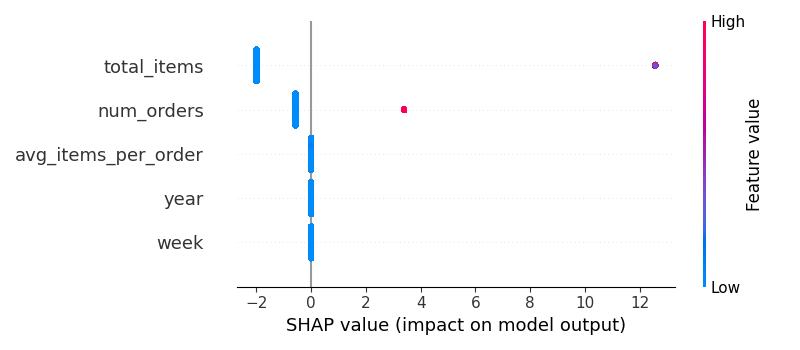 High
total_items
num_orders
avg_items_per_order
year
week
Feature value
Low
−2 0 2 4 6 8 10 12
SHAP value (impact on model output)